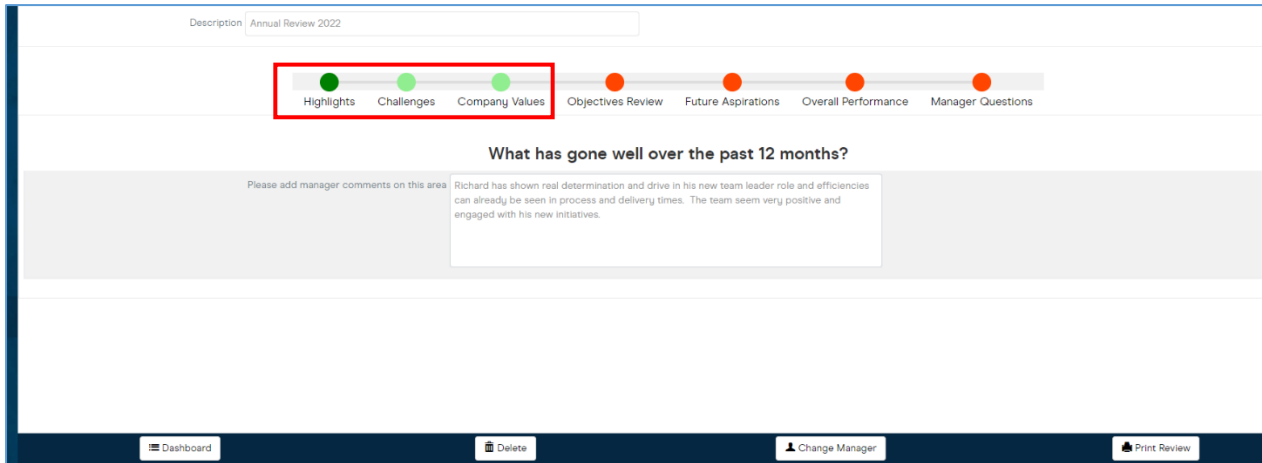 Description Annual Review 2022
Highlights Challenges Company Values Objectives Review Future Aspirations Overall Performance Manager Questions
What has gone well over the past 12 months?
Please add manager comments on this area Richard has shown real determination and drive in his new team leader role and efficiencies
can already be seen in process and delivery times. The team seem very positive and
engaged with his new initiatives.
Dashboard Delete Change Manager Print Review